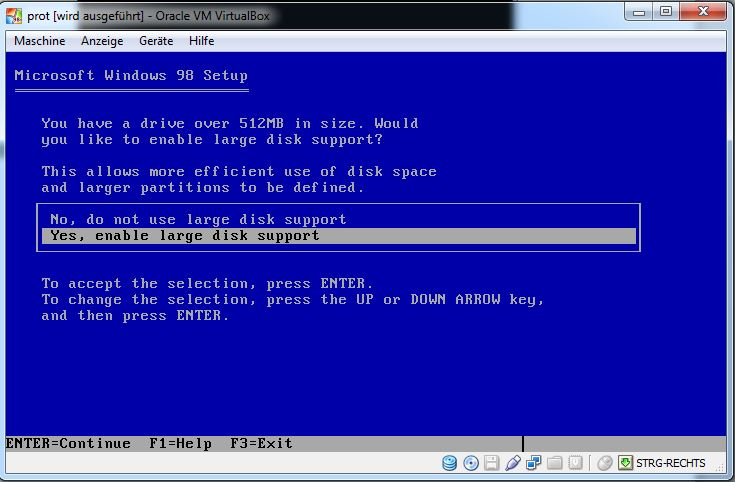 prot [wird ausgeführt] - Oracle VM VirtualBox
Maschine Anzeige Geräte Hilfe
Microsoft Windows 98 Setup
You have a drive over 512MB in size. Would
you like to enable large disk support?
This allows more efficient use of disk space
and larger partitions to be defined.
No, do not use large disk support
Yes, enable large disk support
To accept the selection, press ENTER.
To change the selection, press the UP or DOWN ARROW key,
and then press ENTER.
ENTER=Continue F1=Help F3=Exit
STRG-RECHTS